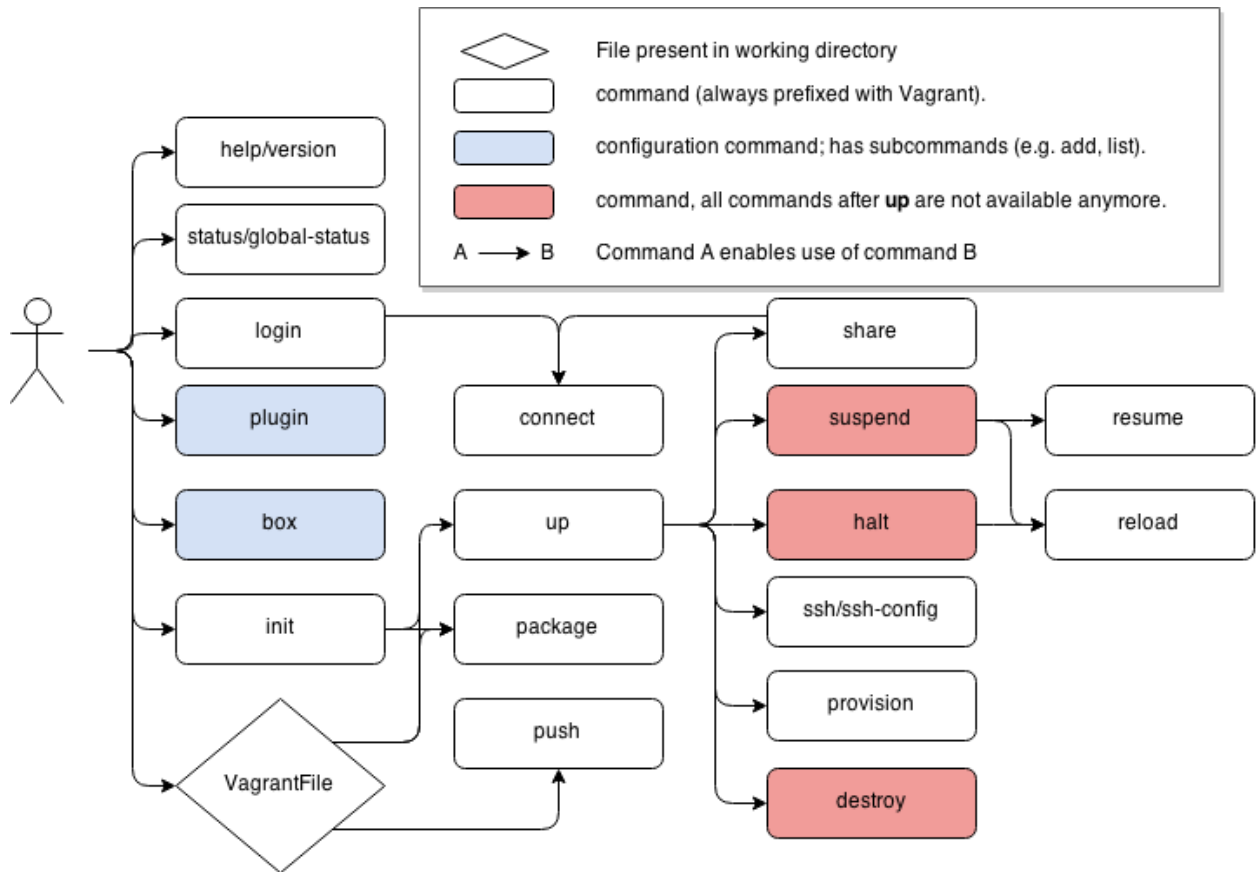 File present in working directory
command (always prefixed with Vagrant).
configuration command; has subcommands (e.g. add, list).
command, all commands after up are not available anymore.
A B Command A enables use of command B
help/version
status/global-status
login
share
plugin
connect
suspend
resume
box
up
halt
reload
init
package
ssh/ssh-config
provision
push
VagrantFile
destroy